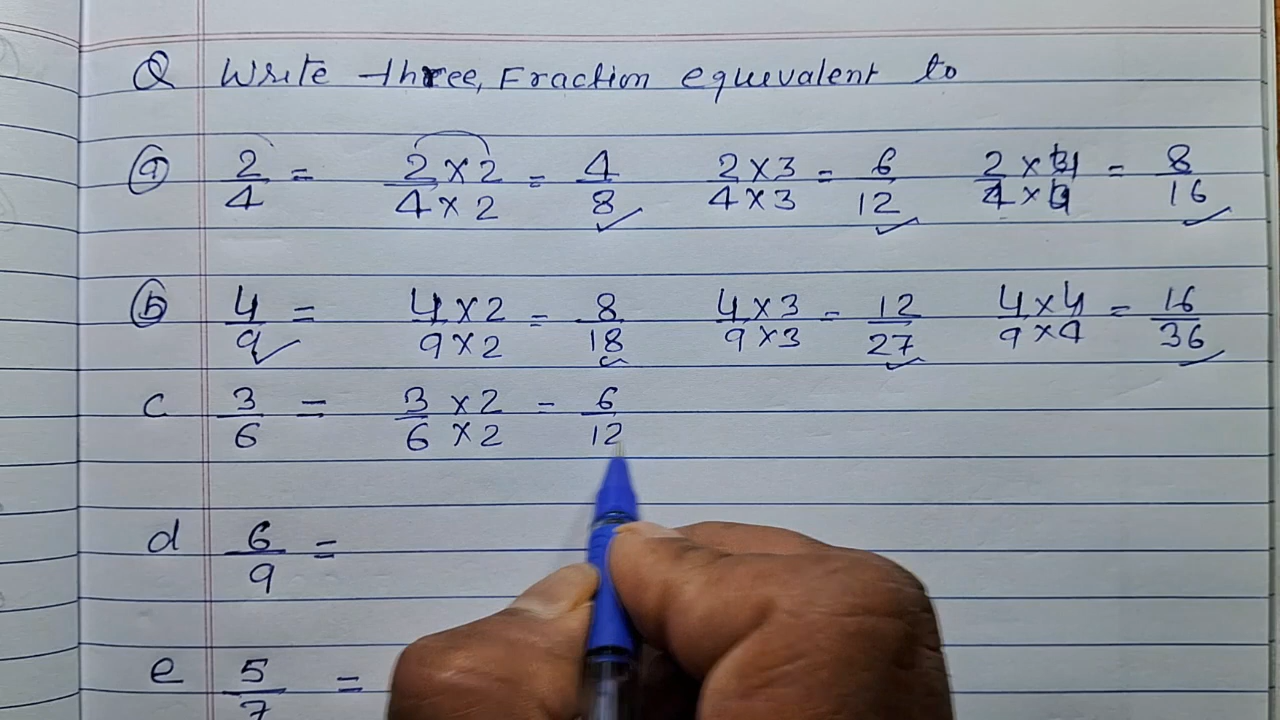 Q Write three, Fraction equivalent to
(a) 2/4 = 2 × 2 / 4 × 2 = 4/8 2 × 3 / 4 × 3 = 6/12 2 × 4 / 4 × 4 = 8/16
(b) 4/9 = 4 × 2 / 9 × 2 = 8/18 4 × 3 / 9 × 3 = 12/27 4 × 4 / 9 × 4 = 16/36
c 3/6 = 3 × 2 / 6 × 2 = 6/12
d 6/9 =
e 5/7 =